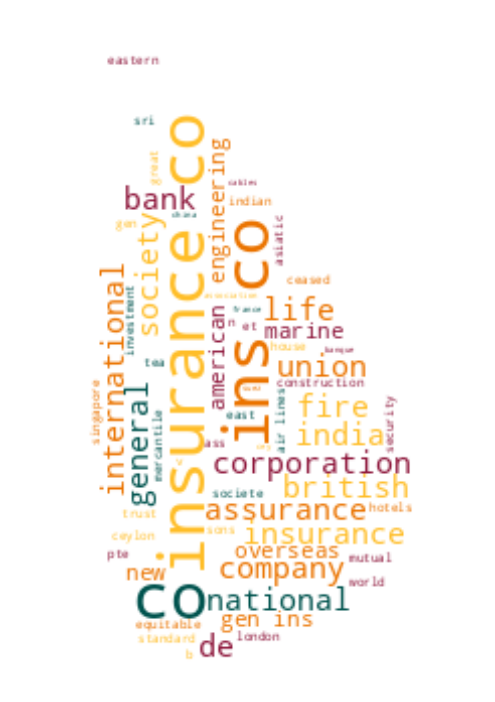 eastern
sri
insurance co
great
engineering
cables
bank
indian
china
gen
society
ins co
asiatic
international
ceased
investment
association
american
france
life
n
et
marine
house
banque
tea
union
singapore
general
construction
mercantile
east
air lines
fire
security
india
ass
corporation
societe
british
trust
assurance
hotels
sons
insurance
ceylon
overseas
pte
mutual
new
company
world
co
national
equitable
gen ins
standard
london
de
b